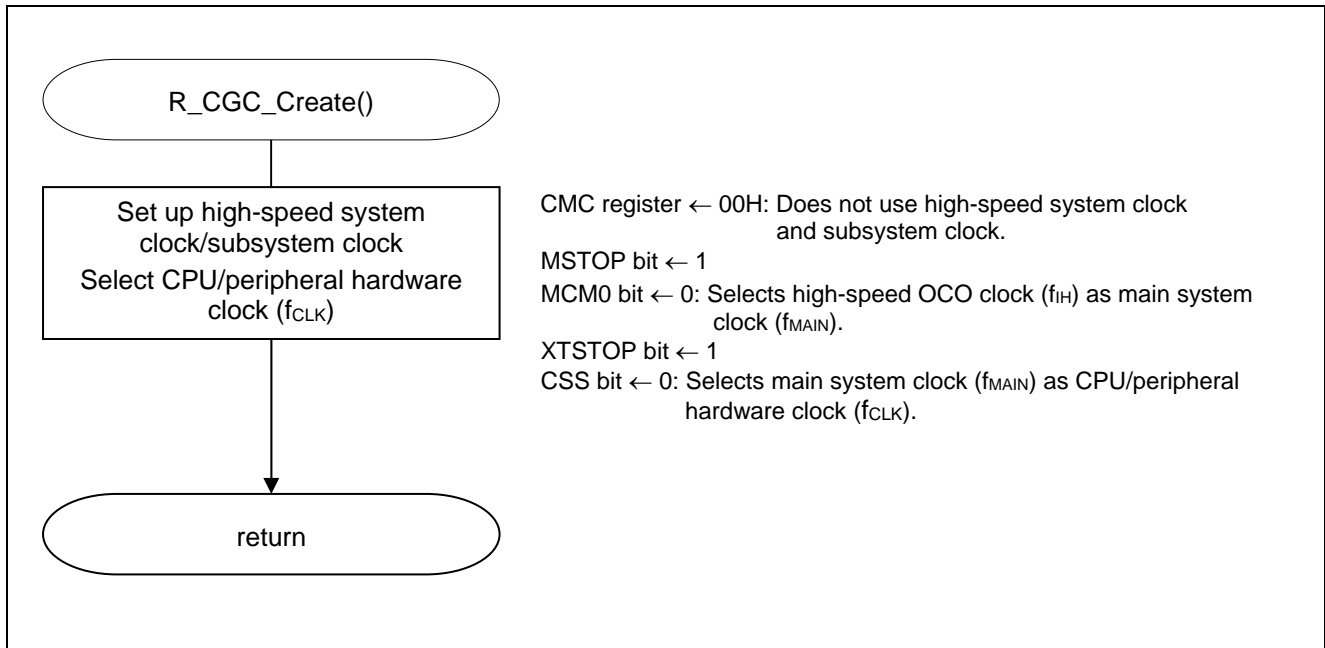 R_CGC_Create()
Set up high-speed system
clock/subsystem clock
Select CPU/peripheral hardware
clock (fCLK)
CMC register ← 00H: Does not use high-speed system clock
and subsystem clock.
MSTOP bit ← 1
MCM0 bit ← 0: Selects high-speed OCO clock (fIH) as main system
clock (fMAIN).
XTSTOP bit ← 1
CSS bit ← 0: Selects main system clock (fMAIN) as CPU/peripheral
hardware clock (fCLK).
return